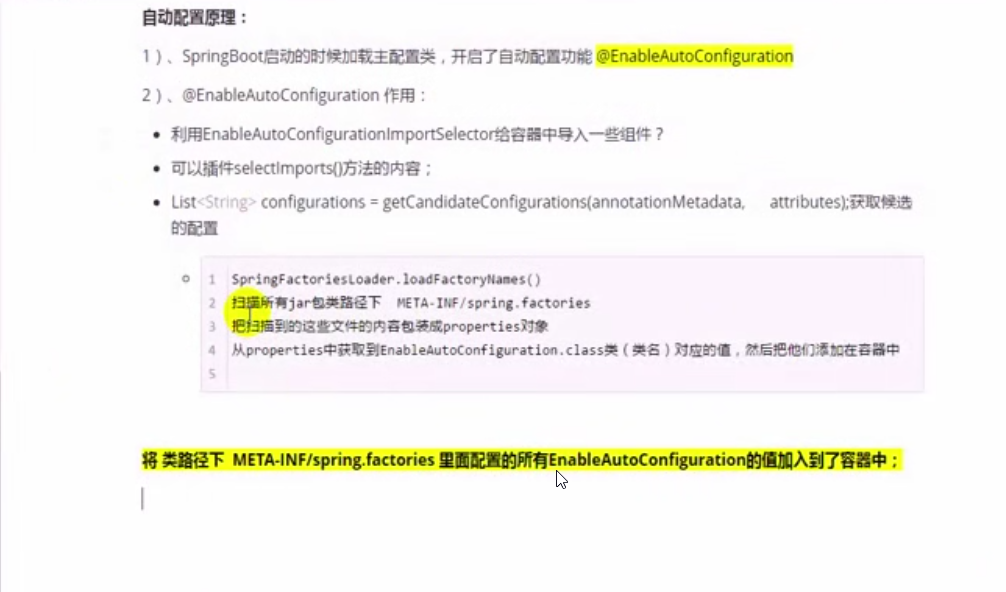 自动配置原理：
1）、SpringBoot启动的时候加载主配置类，开启了自动配置功能 @EnableAutoConfiguration
2）、@EnableAutoConfiguration 作用：
利用EnableAutoConfigurationImportSelector给容器中导入一些组件？
可以插件selectImports()方法的内容；
List<String> configurations = getCandidateConfigurations(annotationMetadata, attributes);获取候选
的配置
1 SpringFactoriesLoader.loadFactoryNames()
2 扫描所有jar包类路径下 META-INF/spring.factories
3 把扫描到的这些文件的内容包装成properties对象
4 从properties中获取到EnableAutoConfiguration.class类（类名）对应的值，然后把他们添加在容器中
5
将 类路径下 META-INF/spring.factories 里面配置的所有EnableAutoConfiguration的值加入到了容器中；